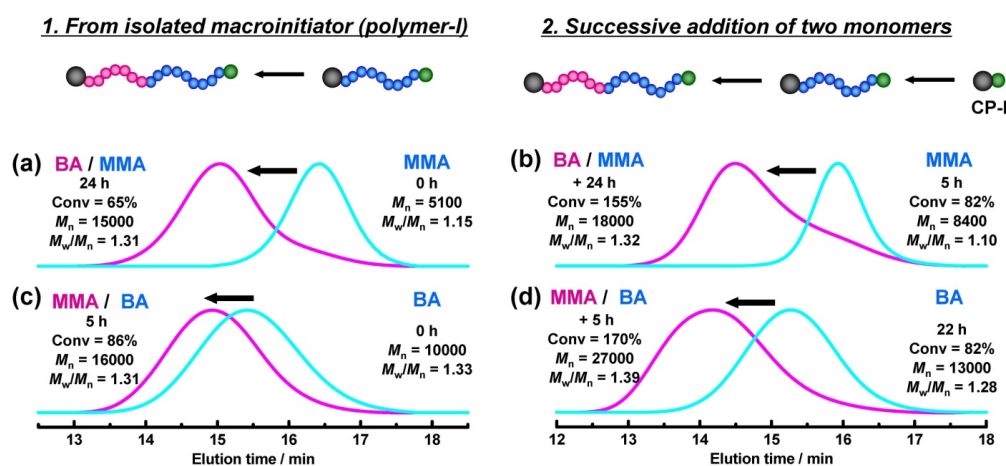 1. From isolated macroinitiator (polymer-I)
2. Successive addition of two monomers
CP-I
(a)
BA / MMA
24 h
Conv = 65%
Mn = 15000
Mw/Mn = 1.31
MMA
0 h
Mn = 5100
Mw/Mn = 1.15
(b)
BA / MMA
+ 24 h
Conv = 155%
Mn = 18000
Mw/Mn = 1.32
MMA
5 h
Conv = 82%
Mn = 8400
Mw/Mn = 1.10
(c)
MMA / BA
5 h
Conv = 86%
Mn = 16000
Mw/Mn = 1.31
BA
0 h
Mn = 10000
Mw/Mn = 1.33
(d)
MMA / BA
+ 5 h
Conv = 170%
Mn = 27000
Mw/Mn = 1.39
BA
22 h
Conv = 82%
Mn = 13000
Mw/Mn = 1.28
13 14 15 16 17 18
Elution time / min
12 13 14 15 16 17 18
Elution time / min